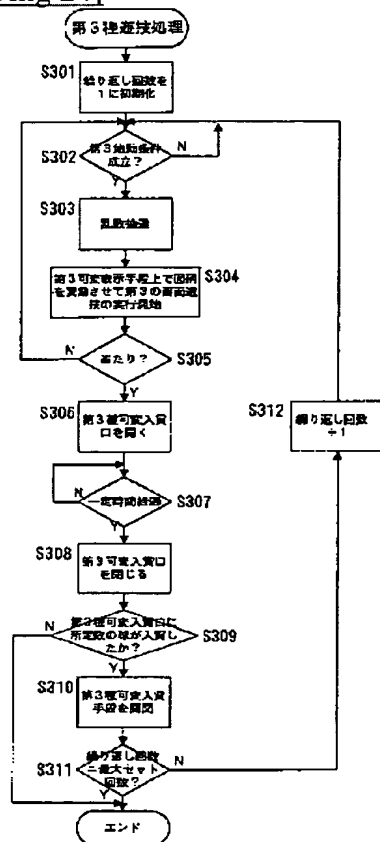 第３種遊技処理
S301
繰り返し回数を
１に初期化
S302
第３始動条件
成立？
N
Y
S303
乱数抽選
S304
第３可変表示手段上で図柄
を変動させて第３の画面遊
技の実行開始
N
当たり？
S305
Y
S306
第３種可変入賞
口を開く
S312
繰り返し回数
＋１
N
一定時間経過
S307
Y
S308
第３可変入賞口
を閉じる
N
第３種可変入賞口に
所定数の球が入賞し
たか？
S309
Y
S310
第３種可変入賞
手段を開閉
繰り返し回数
＝最大セット
回数？
N
S311
Y
エンド